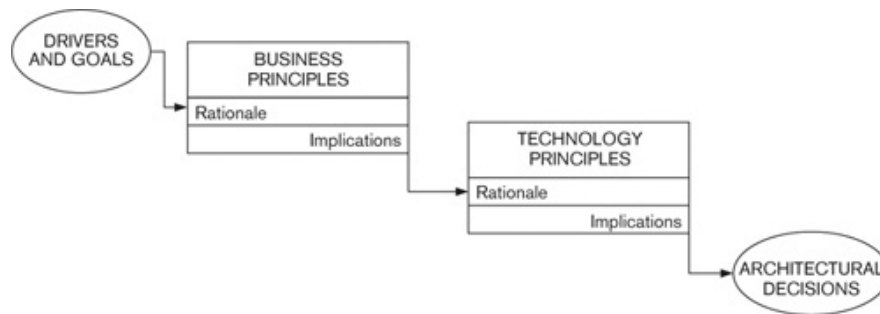 DRIVERS
AND GOALS
BUSINESS
PRINCIPLES
Rationale
Implications
TECHNOLOGY
PRINCIPLES
Rationale
Implications
ARCHITECTURAL
DECISIONS